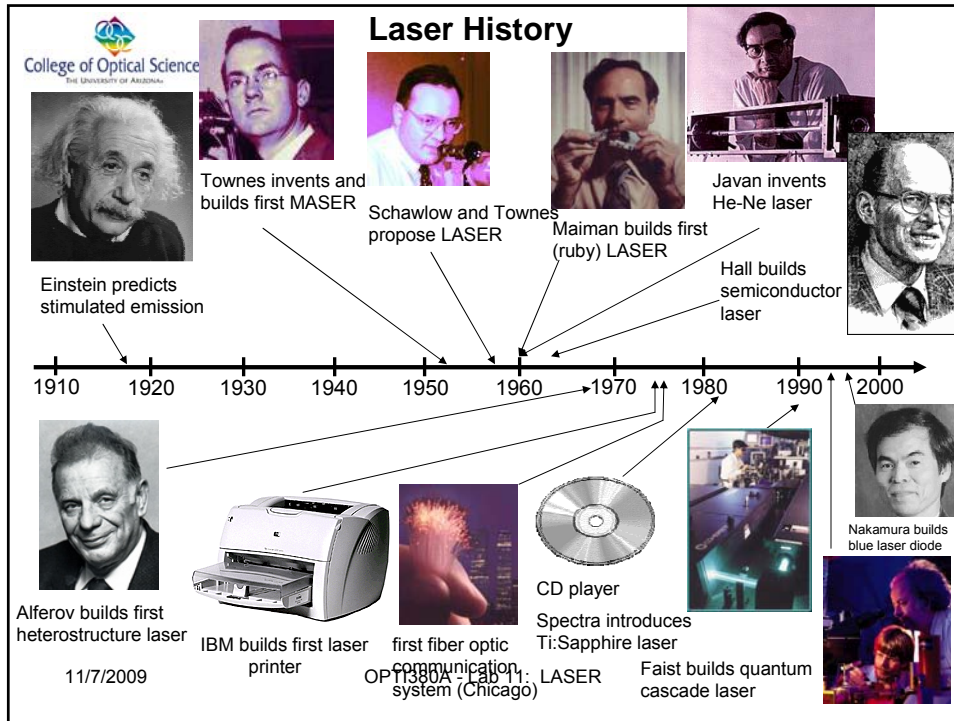 Laser History
College of Optical Science
THE UNIVERSITY OF ARIZONA®
Townes invents and
builds first MASER
Schawlow and Townes
propose LASER
Maiman builds first
(ruby) LASER
Javan invents
He-Ne laser
Hall builds
semiconductor
laser
Einstein predicts
stimulated emission
1910 1920 1930 1940 1950 1960 1970 1980 1990 2000
Alferov builds first
heterostructure laser
IBM builds first laser
printer
first fiber optic
communication
system (Chicago)
CD player
Spectra introduces
Ti:Sapphire laser
Faist builds quantum
cascade laser
Nakamura builds
blue laser diode
11/7/2009
OPTI380A - Lab 11: LASER